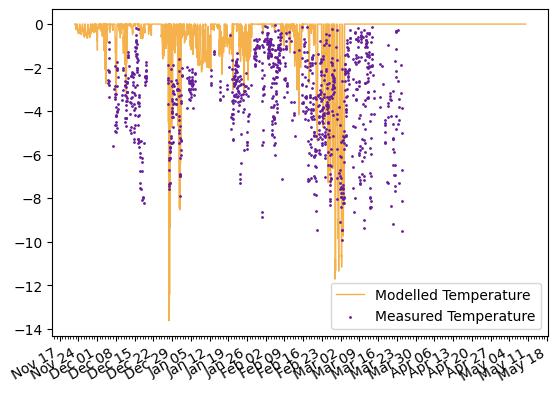 0
−2
−4
−6
−8
−10
−12
−14
Modelled Temperature
Measured Temperature
Nov 17
Nov 24
Dec 01
Dec 08
Dec 15
Dec 22
Dec 29
Jan 05
Jan 12
Jan 19
Jan 26
Feb 02
Feb 09
Feb 16
Feb 23
Mar 02
Mar 09
Mar 16
Mar 23
Mar 30
Apr 06
Apr 13
Apr 20
Apr 27
May 04
May 11
May 18